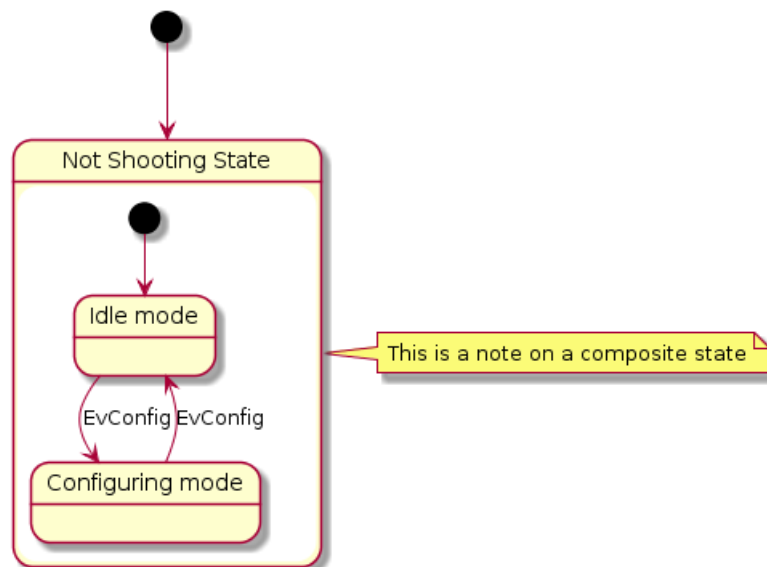 Not Shooting State
Idle mode
This is a note on a composite state
EvConfig EvConfig
Configuring mode